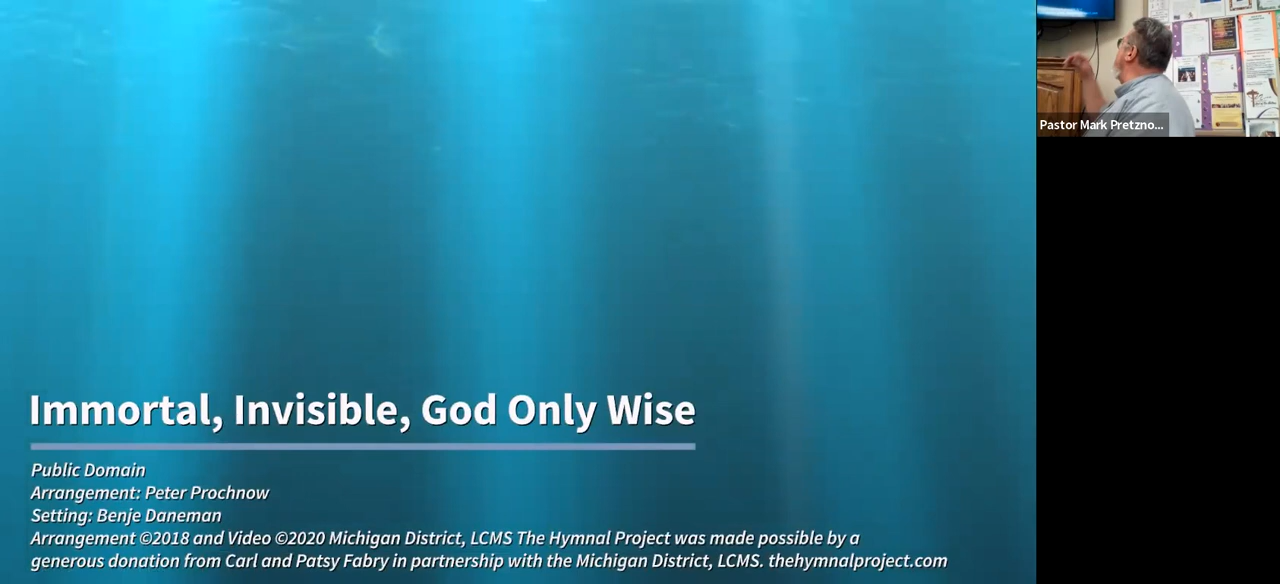 Immortal, Invisible, God Only Wise
Public Domain
Arrangement: Peter Prochnow
Setting: Benje Daneman
Arrangement ©2018 and Video ©2020 Michigan District, LCMS The Hymnal Project was made possible by a
generous donation from Carl and Patsy Fabry in partnership with the Michigan District, LCMS. thehymnalproject.com
Pastor Mark Pretzno...